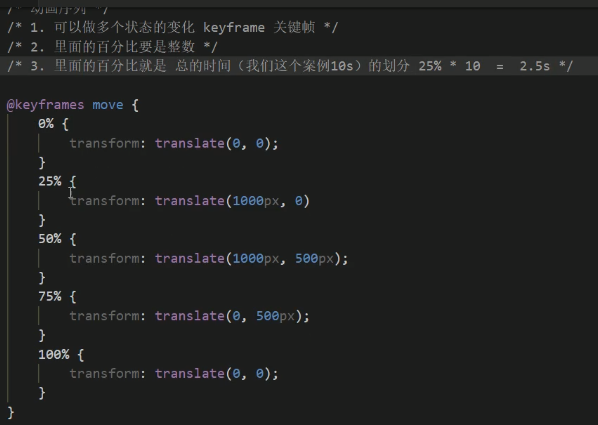 /* 动画序列 */
/* 1. 可以做多个状态的变化 keyframe 关键帧 */
/* 2. 里面的百分比要是整数 */
/* 3. 里面的百分比就是 总的时间（我们这个案例10s）的划分 25% * 10  =  2.5s */
@keyframes move {
0% {
transform: translate(0, 0);
}
25% {
transform: translate(1000px, 0)
}
50% {
transform: translate(1000px, 500px);
}
75% {
transform: translate(0, 500px);
}
100% {
transform: translate(0, 0);
}
}